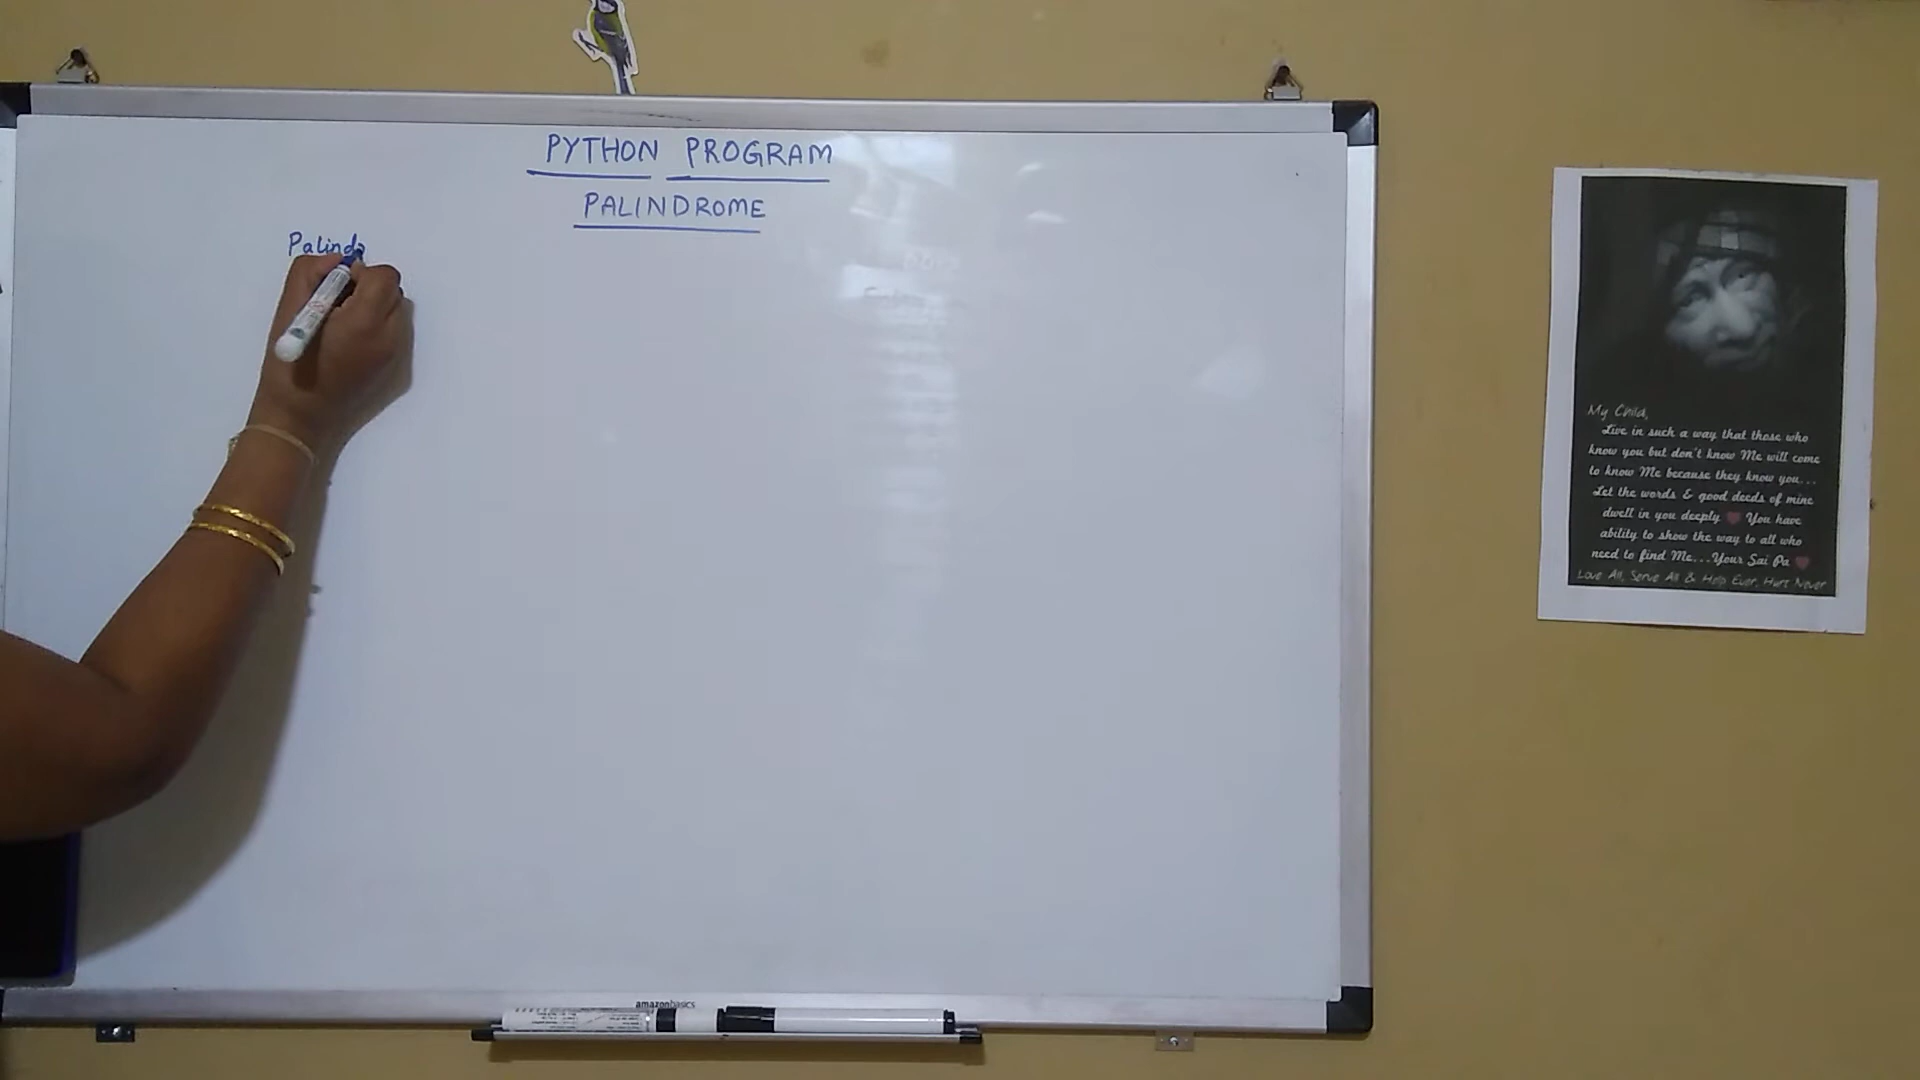 PYTHON PROGRAM
PALINDROME
Palind
My Child,
Live in such a way that those who
know you but don't know Me will come
to know Me because they know you...
Let the words & good deeds of mine
dwell in you deeply ❤ You have
ability to show the way to all who
need to find Me...Your Sai Pa ❤
Love All, Serve All & Help Ever, Hurt Never
amazonbasics